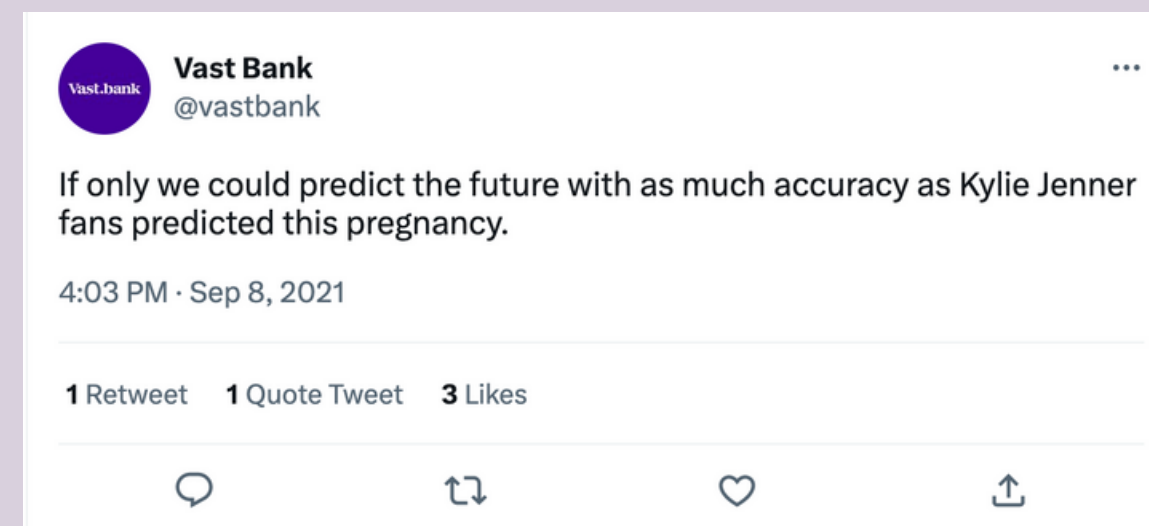 Vast.bank
Vast Bank
@vastbank
If only we could predict the future with as much accuracy as Kylie Jenner
fans predicted this pregnancy.
4:03 PM · Sep 8, 2021
1 Retweet 1 Quote Tweet 3 Likes